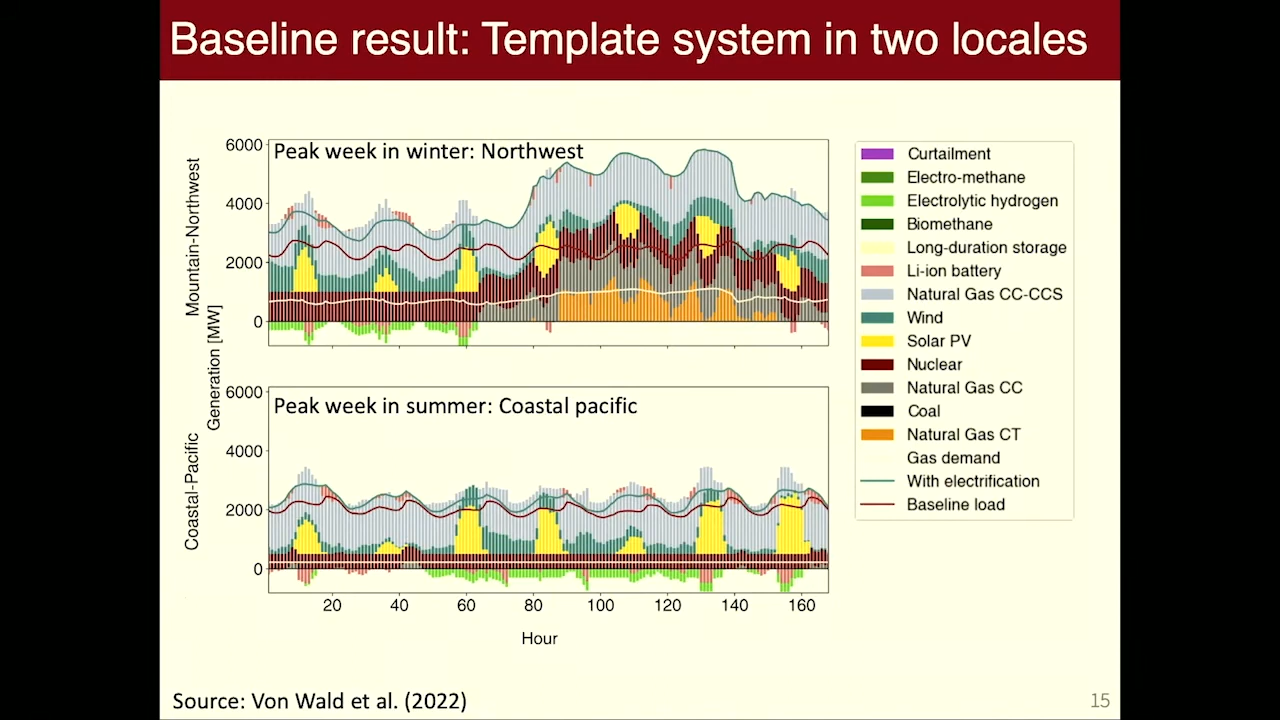 Baseline result: Template system in two locales
Mountain-Northwest
Generation [MW]
Coastal-Pacific
6000
4000
2000
0
Peak week in winter: Northwest
6000
4000
2000
0
Peak week in summer: Coastal pacific
20 40 60 80 100 120 140 160
Hour
Curtailment
Electro-methane
Electrolytic hydrogen
Biomethane
Long-duration storage
Li-ion battery
Natural Gas CC-CCS
Wind
Solar PV
Nuclear
Natural Gas CC
Coal
Natural Gas CT
Gas demand
With electrification
Baseline load
Source: Von Wald et al. (2022)
15